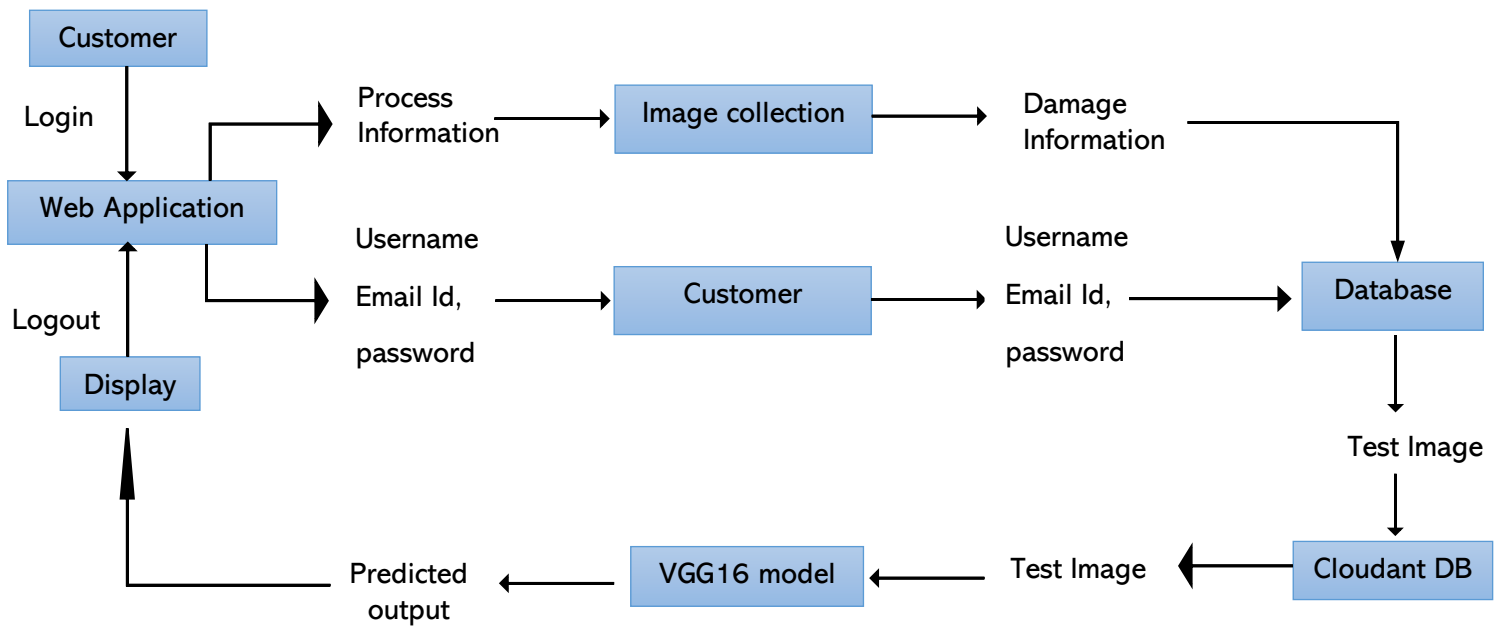 Customer
Login
Process
Information
Image collection
Damage
Information
Web Application
Username
Email Id,
password
Customer
Username
Email Id,
password
Database
Logout
Display
Test Image
Cloudant DB
Test Image
VGG16 model
Predicted
output